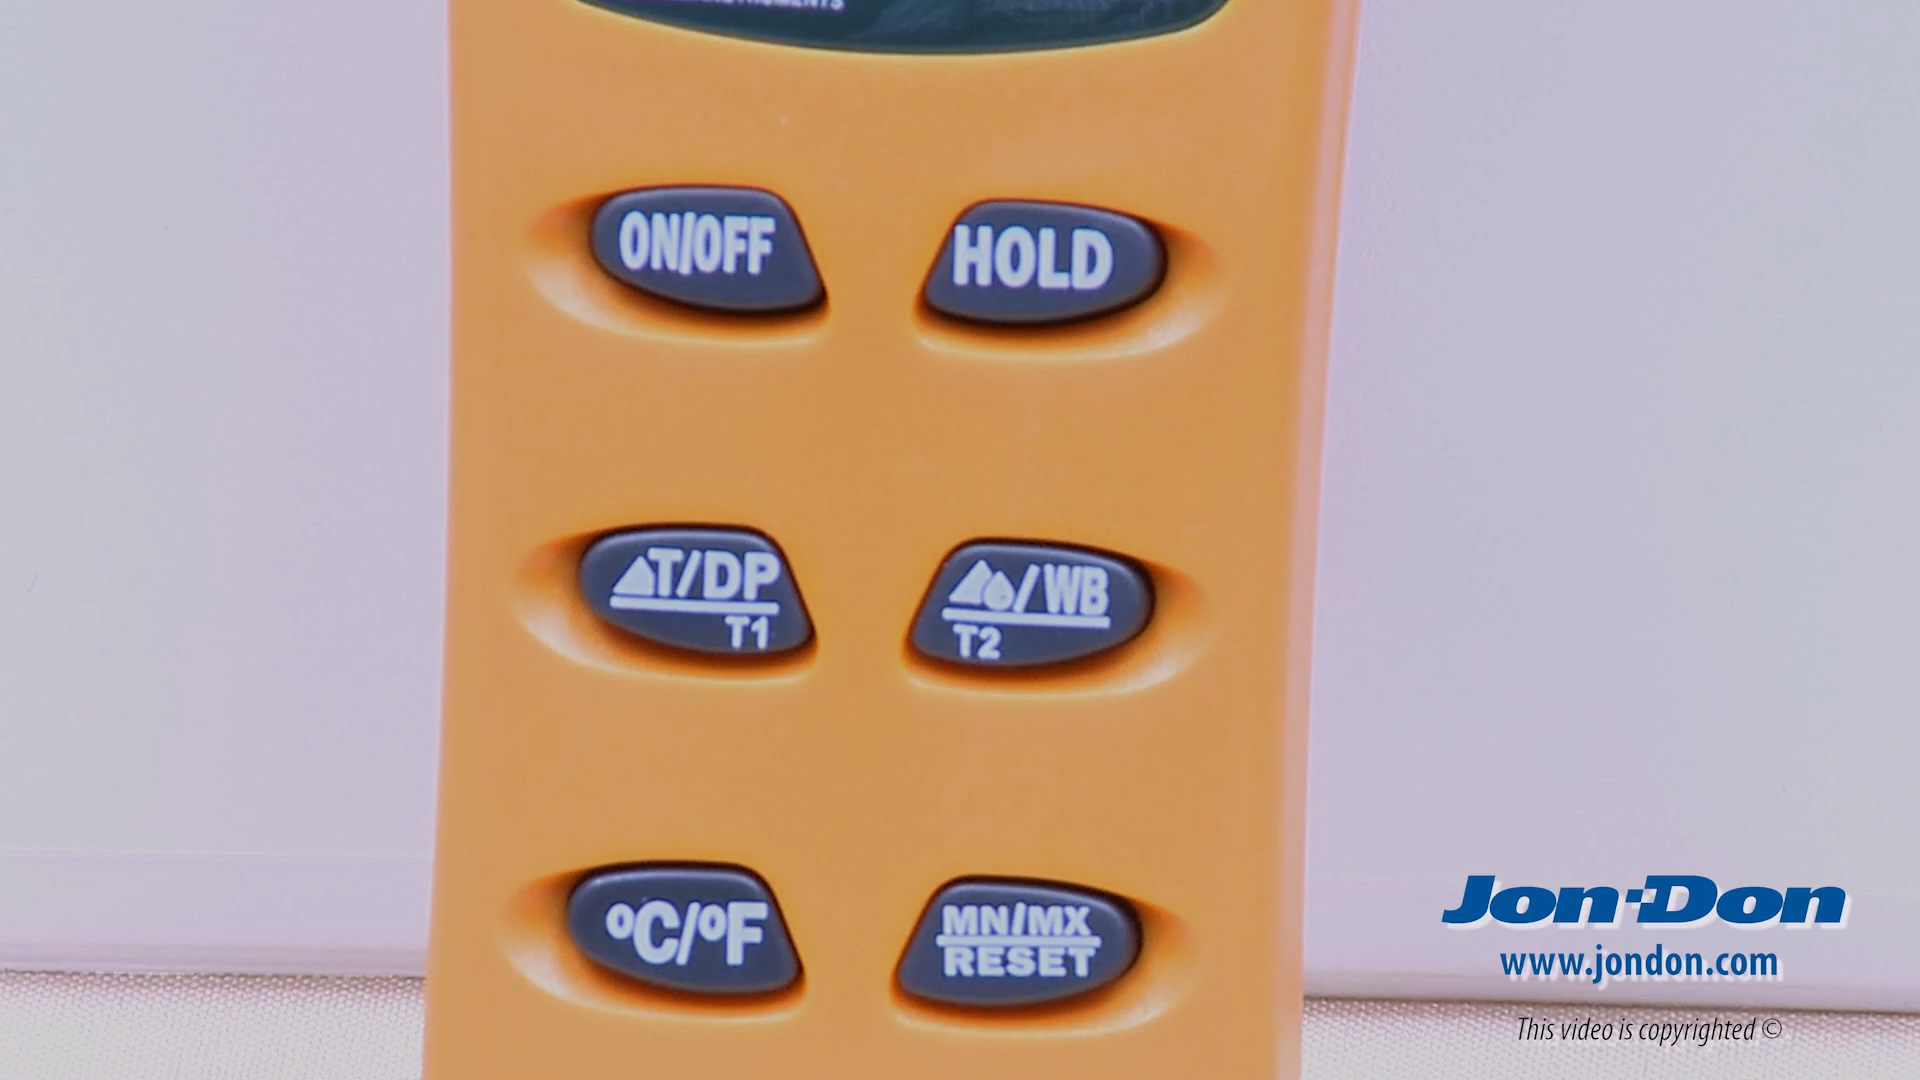 INSTRUMENTS
ON/OFF
HOLD
T/DP
T1
/WB
T2
ºC/ºF
MN/MX
RESET
Jon-Don
www.jondon.com
This video is copyrighted ©